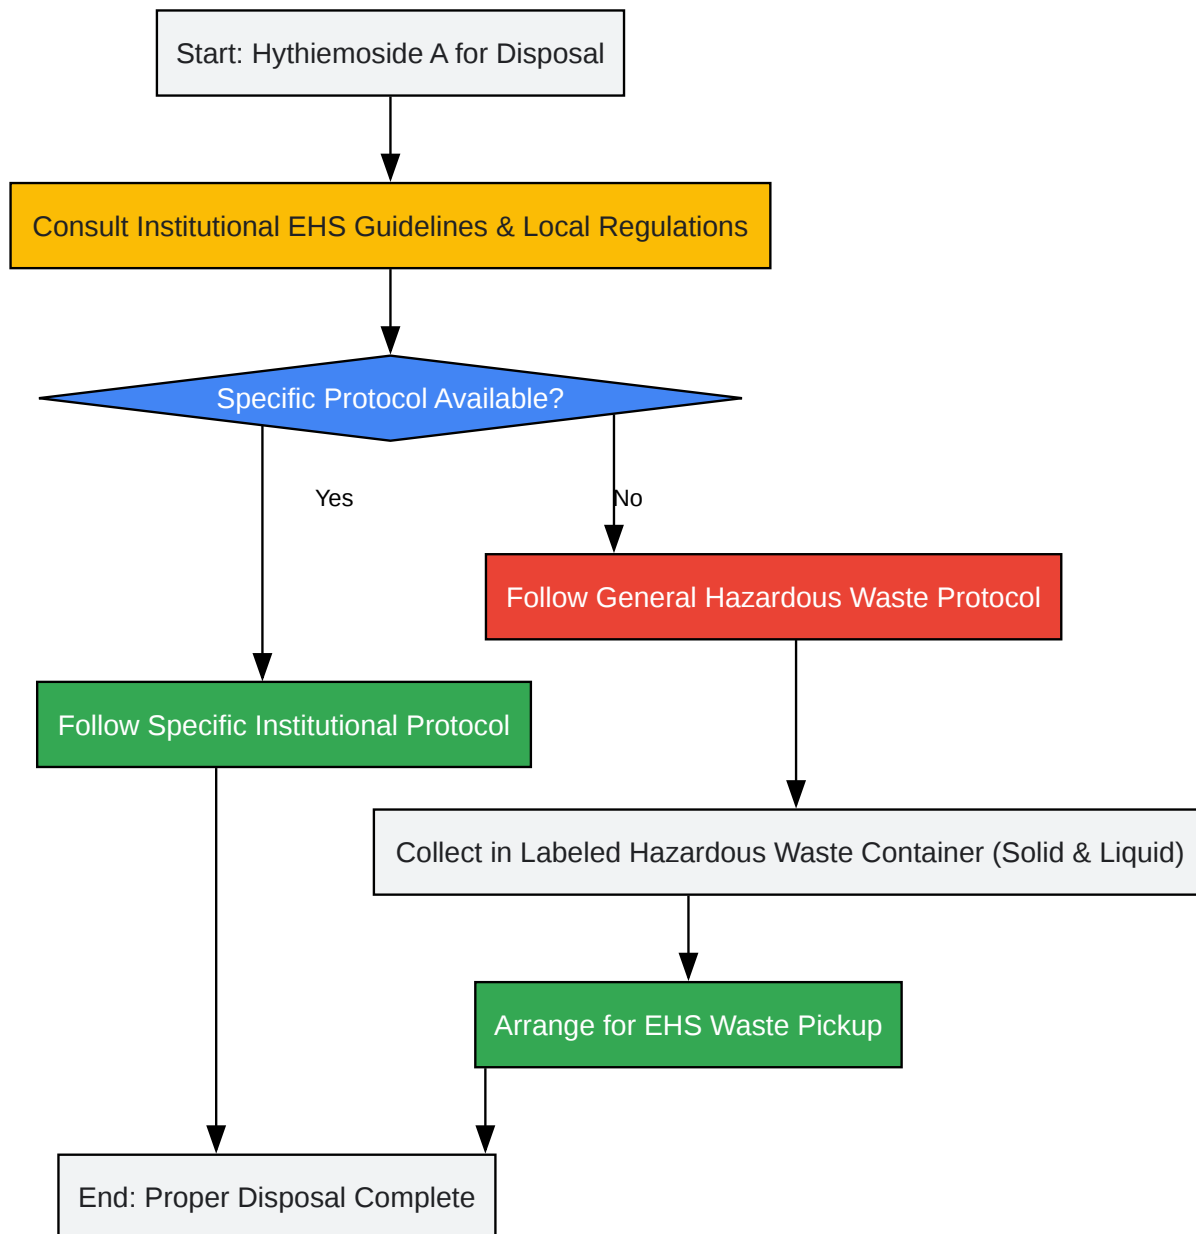 Start: Hythiemoside A for Disposal
Consult Institutional EHS Guidelines & Local Regulations
Specific Protocol Available?
Yes
No
Follow General Hazardous Waste Protocol
Follow Specific Institutional Protocol
Collect in Labeled Hazardous Waste Container (Solid & Liquid)
Arrange for EHS Waste Pickup
End: Proper Disposal Complete